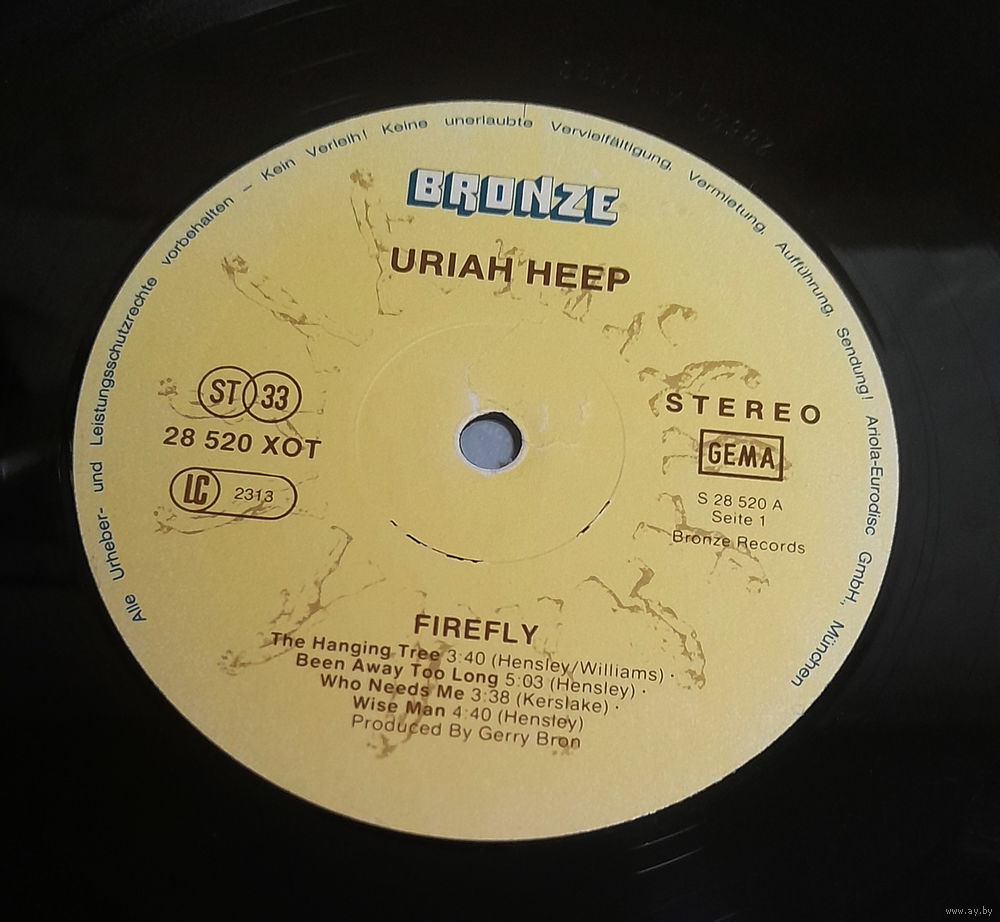 Alle Urheber- und Leistungsschutzrechte vorbehalten – Kein Verleih! Keine unerlaubte Vervielfältigung, Vermietung, Aufführung, Sendung! Ariola-Eurodisc GmbH., München
BRONZE
URIAH HEEP
ST 33
28 520 XOT
LC 2313
STEREO
GEMA
S 28 520 A
Seite 1
Bronze Records
FIREFLY
The Hanging Tree 3:40 (Hensley/Williams) ·
Been Away Too Long 5:03 (Hensley) ·
Who Needs Me 3:38 (Kerslake) ·
Wise Man 4:40 (Hensley)
Produced By Gerry Bron
www.ay.by